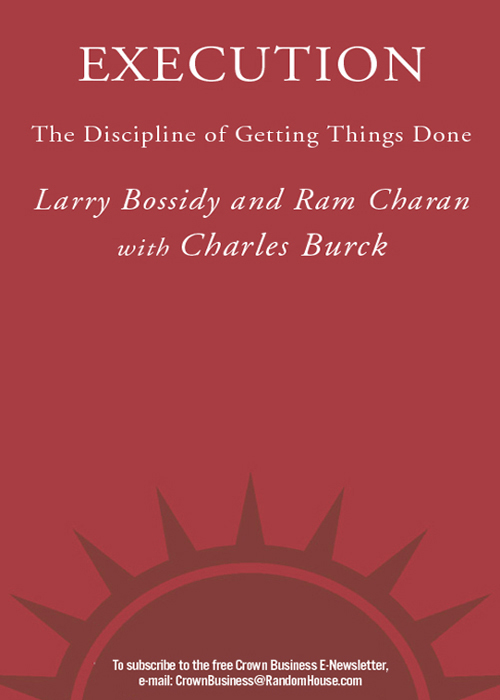 EXECUTION
The Discipline of Getting Things Done
Larry Bossidy and Ram Charan
with Charles Burck
To subscribe to the free Crown Business E-Newsletter,
e-mail: CrownBusiness@RandomHouse.com